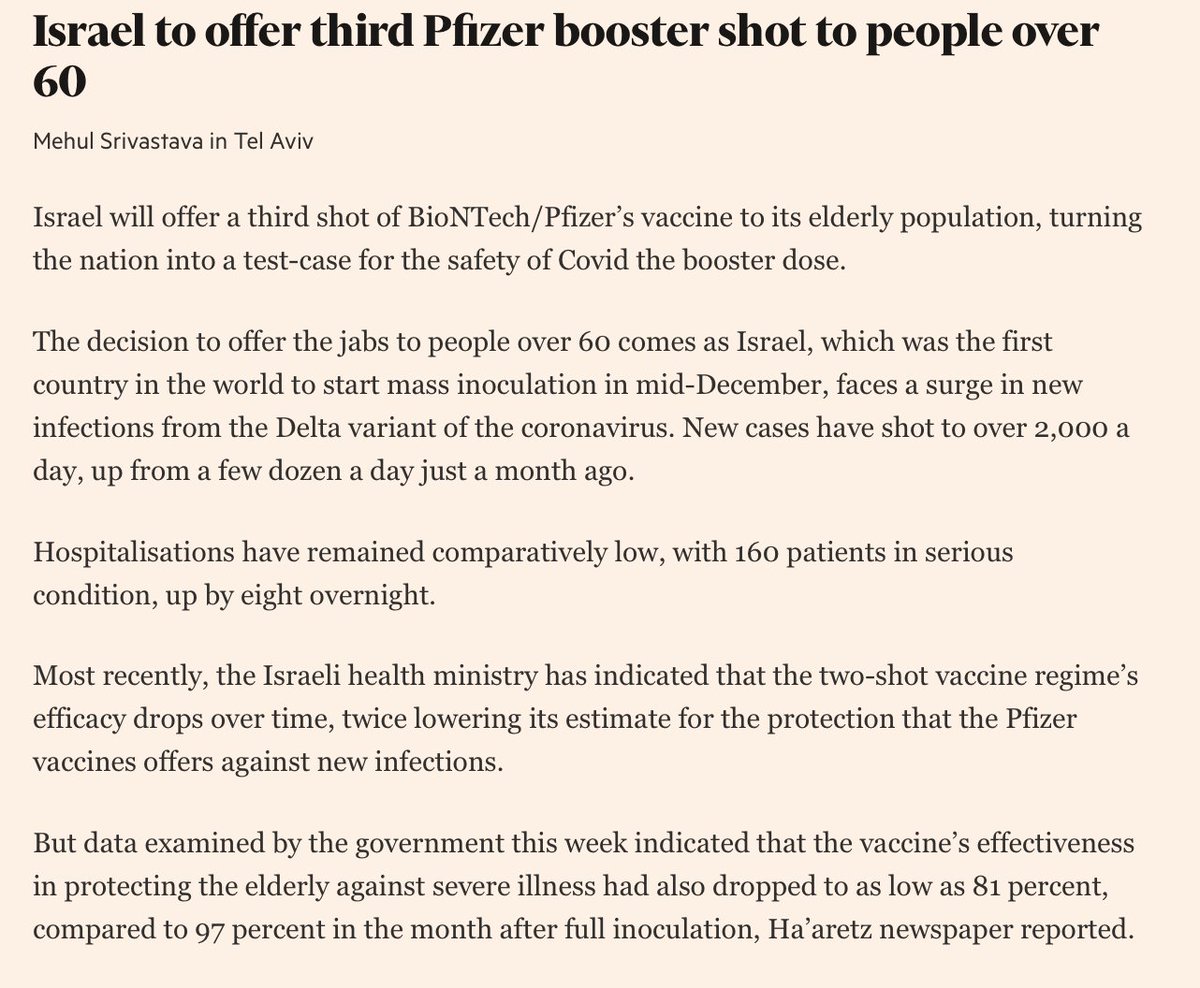 Israel to offer third Pfizer booster shot to people over
60
Mehul Srivastava in Tel Aviv
Israel will offer a third shot of BioNTech/Pfizer’s vaccine to its elderly population, turning
the nation into a test-case for the safety of Covid the booster dose.
The decision to offer the jabs to people over 60 comes as Israel, which was the first
country in the world to start mass inoculation in mid-December, faces a surge in new
infections from the Delta variant of the coronavirus. New cases have shot to over 2,000 a
day, up from a few dozen a day just a month ago.
Hospitalisations have remained comparatively low, with 160 patients in serious
condition, up by eight overnight.
Most recently, the Israeli health ministry has indicated that the two-shot vaccine regime’s
efficacy drops over time, twice lowering its estimate for the protection that the Pfizer
vaccines offers against new infections.
But data examined by the government this week indicated that the vaccine’s effectiveness
in protecting the elderly against severe illness had also dropped to as low as 81 percent,
compared to 97 percent in the month after full inoculation, Ha’aretz newspaper reported.